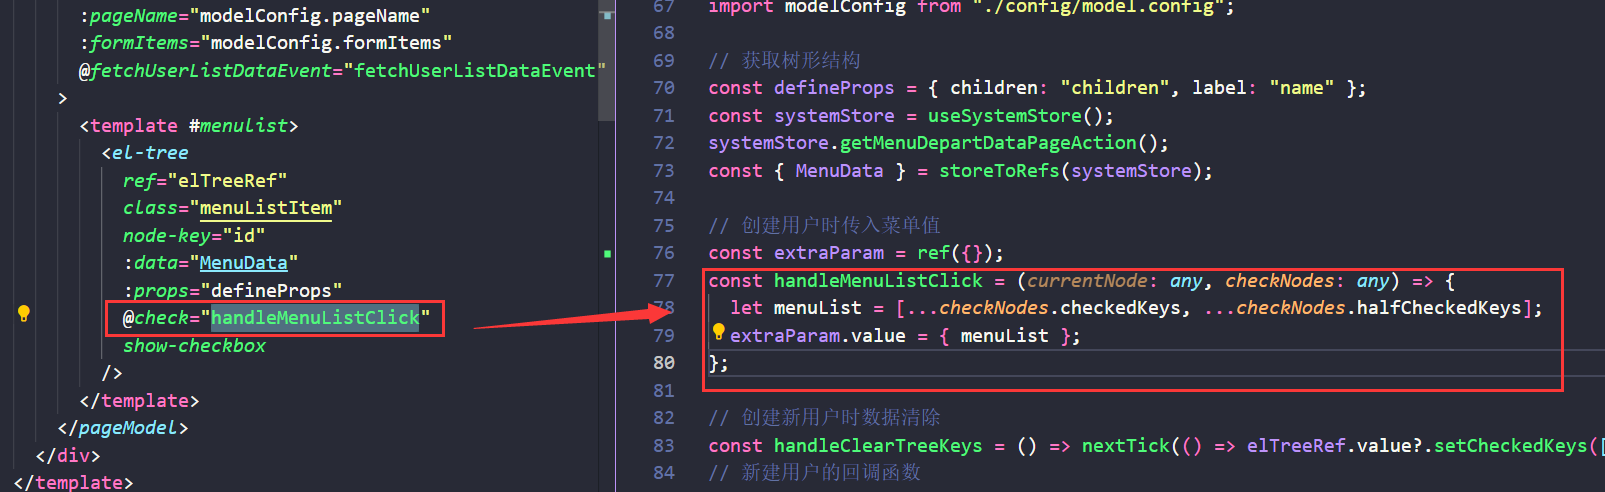 :pageName="modelConfig.pageName"
:formItems="modelConfig.formItems"
@fetchUserListDataEvent="fetchUserListDataEvent"
>
<template #menulist>
<el-tree
ref="elTreeRef"
class="menuListItem"
node-key="id"
:data="MenuData"
:props="defineProps"
@check="handleMenuListClick"
show-checkbox
/>
</template>
</pageModel>
</div>
</template>
67 import modelConfig from "./config/model.config";
68
69 // 获取树形结构
70 const defineProps = { children: "children", label: "name" };
71 const systemStore = useSystemStore();
72 systemStore.getMenuDepartDataPageAction();
73 const { MenuData } = storeToRefs(systemStore);
74
75 // 创建用户时传入菜单值
76 const extraParam = ref({});
77 const handleMenuListClick = (currentNode: any, checkNodes: any) => {
78 let menuList = [...checkNodes.checkedKeys, ...checkNodes.halfCheckedKeys];
79 extraParam.value = { menuList };
80 };
81
82 // 创建新用户时数据清除
83 const handleClearTreeKeys = () => nextTick(() => elTreeRef.value?.setCheckedKeys([
84 // 新建用户的回调函数